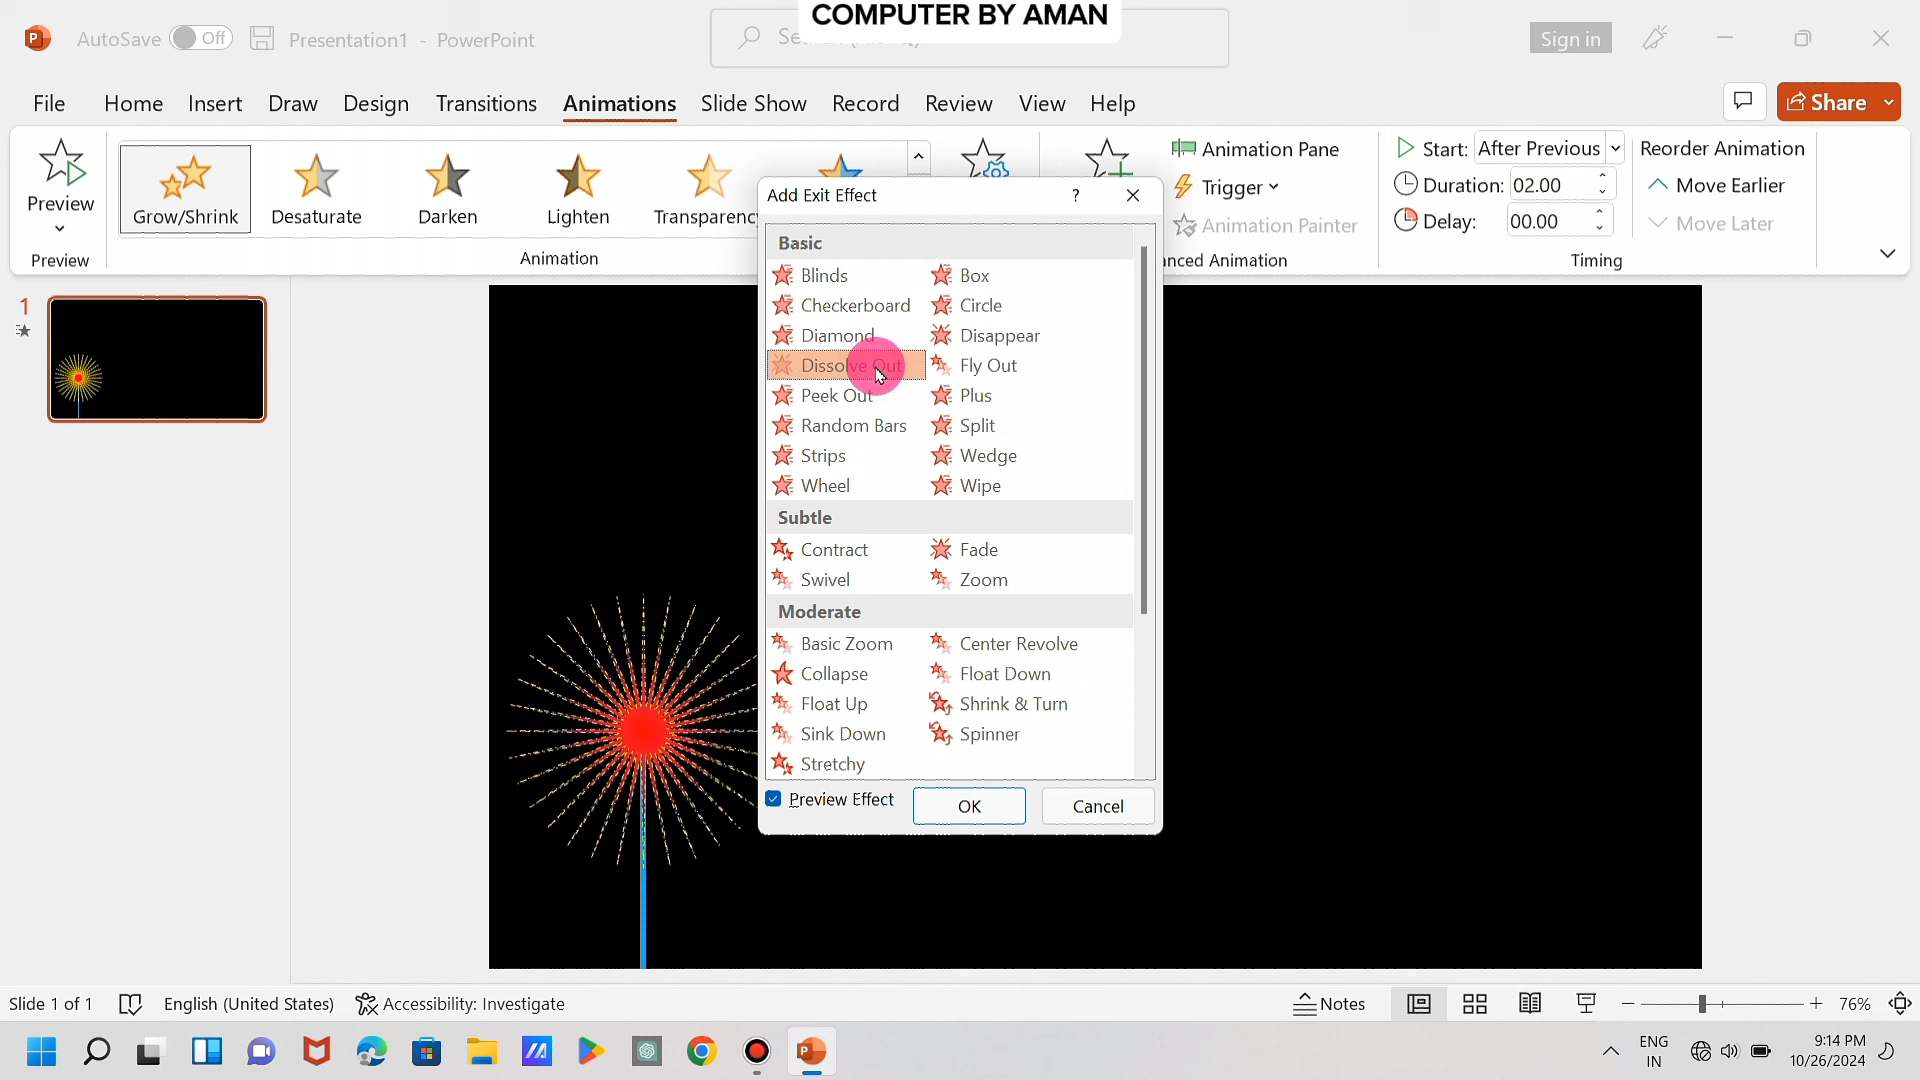 COMPUTER BY AMAN
AutoSave Off Presentation1 - PowerPoint
Sign in
File Home Insert Draw Design Transitions Animations Slide Show Record Review View Help
Share
Preview
Preview
Grow/Shrink Desaturate Darken Lighten Transparency
Animation
Animation Pane
Trigger
Animation Painter
Animation
Start: After Previous
Duration: 02.00
Delay: 00.00
Timing
Reorder Animation
Move Earlier
Move Later
1
Add Exit Effect ?
Basic
Blinds Box
Checkerboard Circle
Diamond Disappear
Dissolve Out Fly Out
Peek Out Plus
Random Bars Split
Strips Wedge
Wheel Wipe
Subtle
Contract Fade
Swivel Zoom
Moderate
Basic Zoom Center Revolve
Collapse Float Down
Float Up Shrink & Turn
Sink Down Spinner
Stretchy
Preview Effect OK Cancel
Slide 1 of 1 English (United States) Accessibility: Investigate Notes 76%
ENG
IN
9:14 PM
10/26/2024